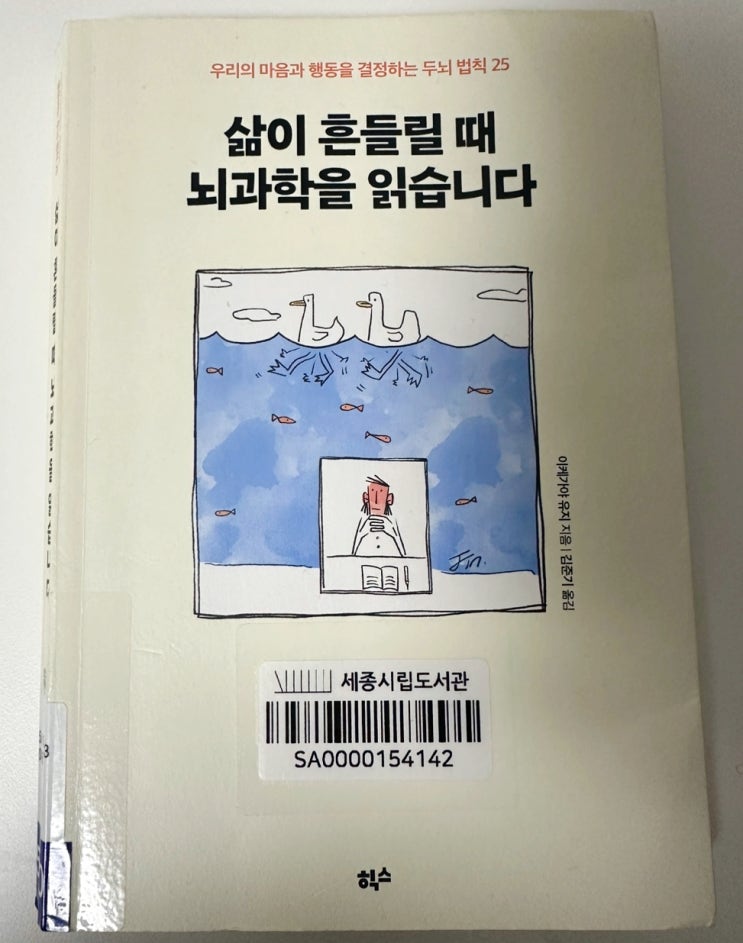 우리의 마음과 행동을 결정하는 두뇌 법칙 25
삶이 흔들릴 때
뇌과학을 읽습니다
이케가야 유지 지음 | 김준기 옮김
세종시립도서관
SA0000154142
힉스